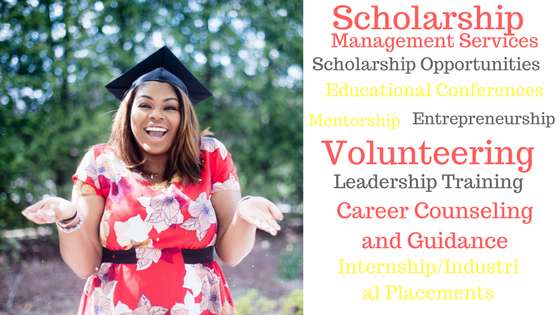 Scholarship
Management Services
Scholarship Opportunities
Educational Conferences
Mentorship Entrepreneurship
Volunteering
Leadership Training
Career Counseling
and Guidance
Internship/Industri
al Placements